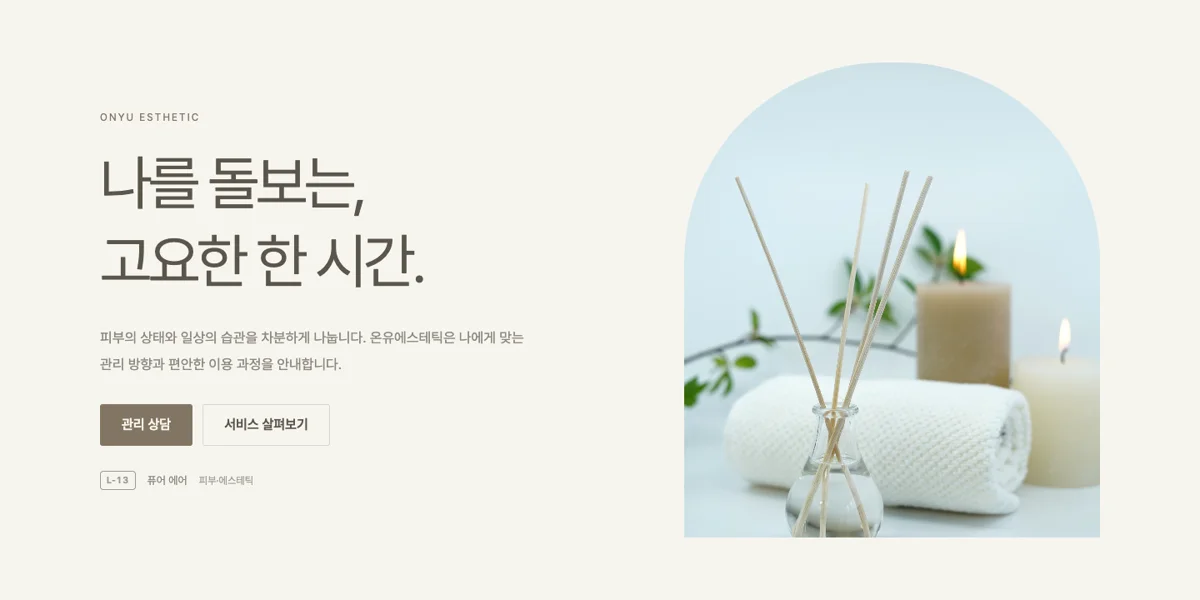 ONYU ESTHETIC
나를 돌보는,
고요한 한 시간.
피부의 상태와 일상의 습관을 차분하게 나눕니다. 온유에스테틱은 나에게 맞는
관리 방향과 편안한 이용 과정을 안내합니다.
관리 상담 서비스 살펴보기
L-13 퓨어 에어 피부·에스테틱